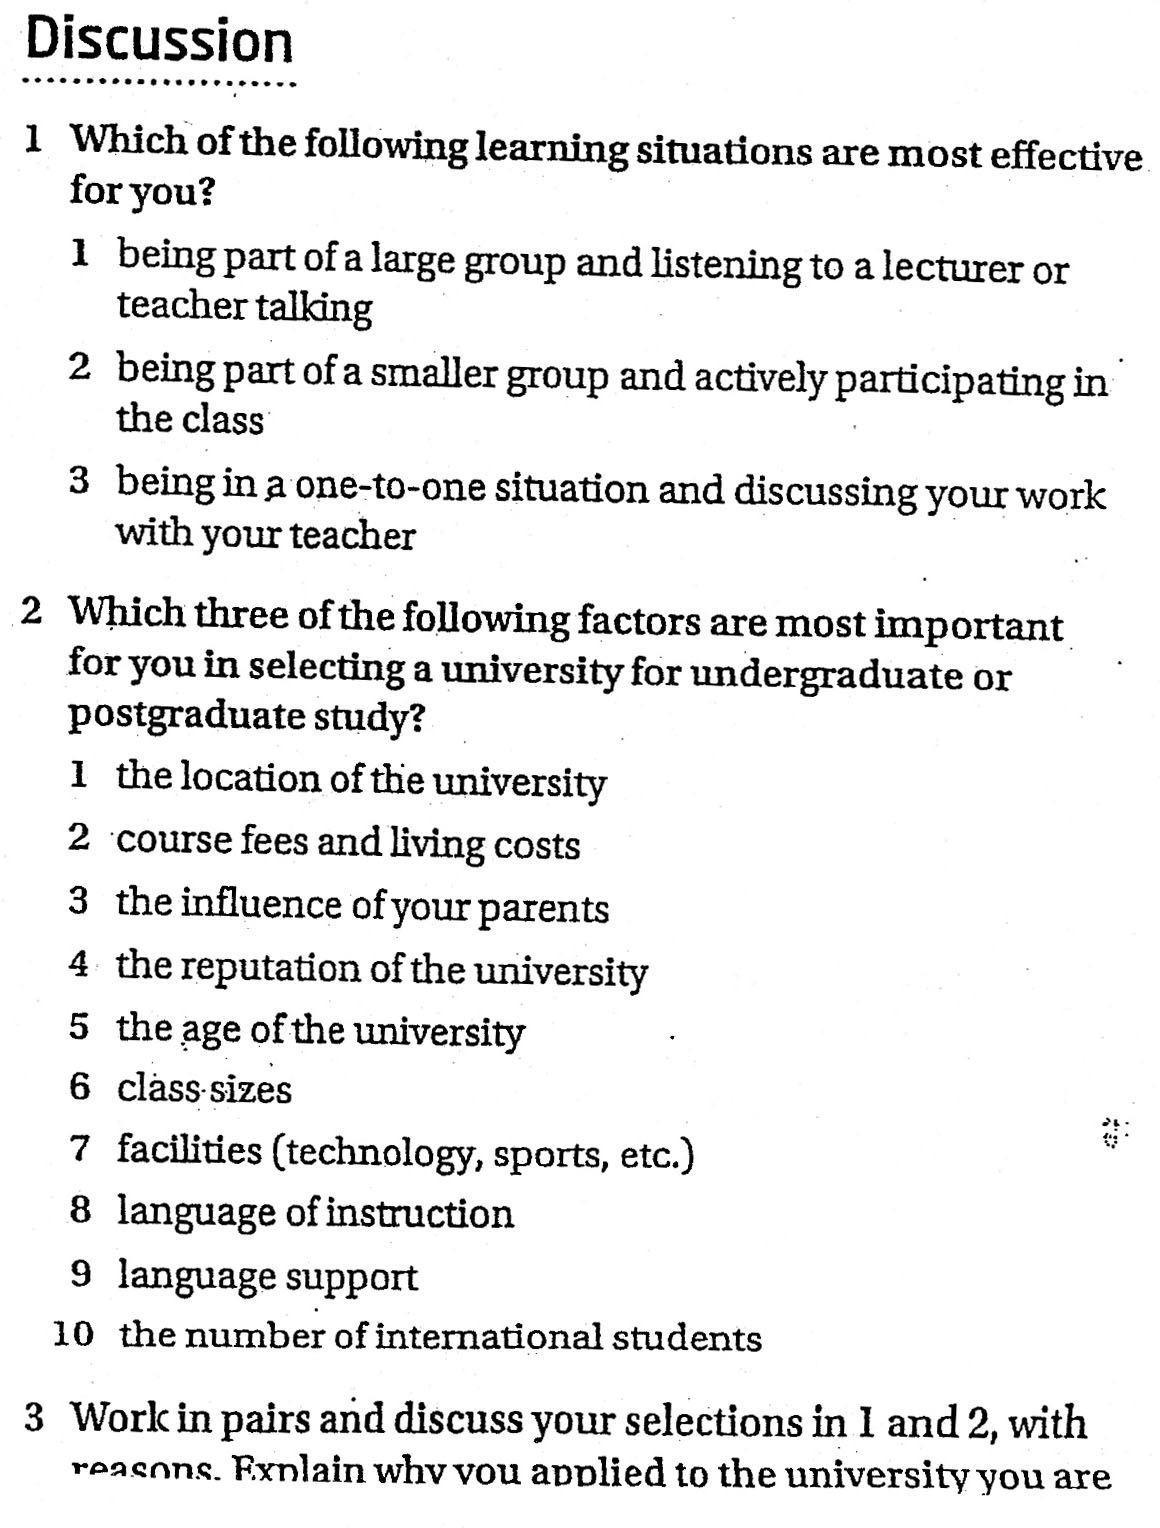 Discussion
1 Which of the following learning situations are most effective
for you?
1 being part of a large group and listening to a lecturer or
teacher talking
2 being part of a smaller group and actively participating in
the class
3 being in a one-to-one situation and discussing your work
with your teacher
2 Which three of the following factors are most important
for you in selecting a university for undergraduate or
postgraduate study?
1 the location of the university
2 course fees and living costs
3 the influence of your parents
4 the reputation of the university
5 the age of the university
6 class sizes
7 facilities (technology, sports, etc.)
8 language of instruction
9 language support
10 the number of international students
3 Work in pairs and discuss your selections in 1 and 2, with
reasons. Explain why you applied to the university you are